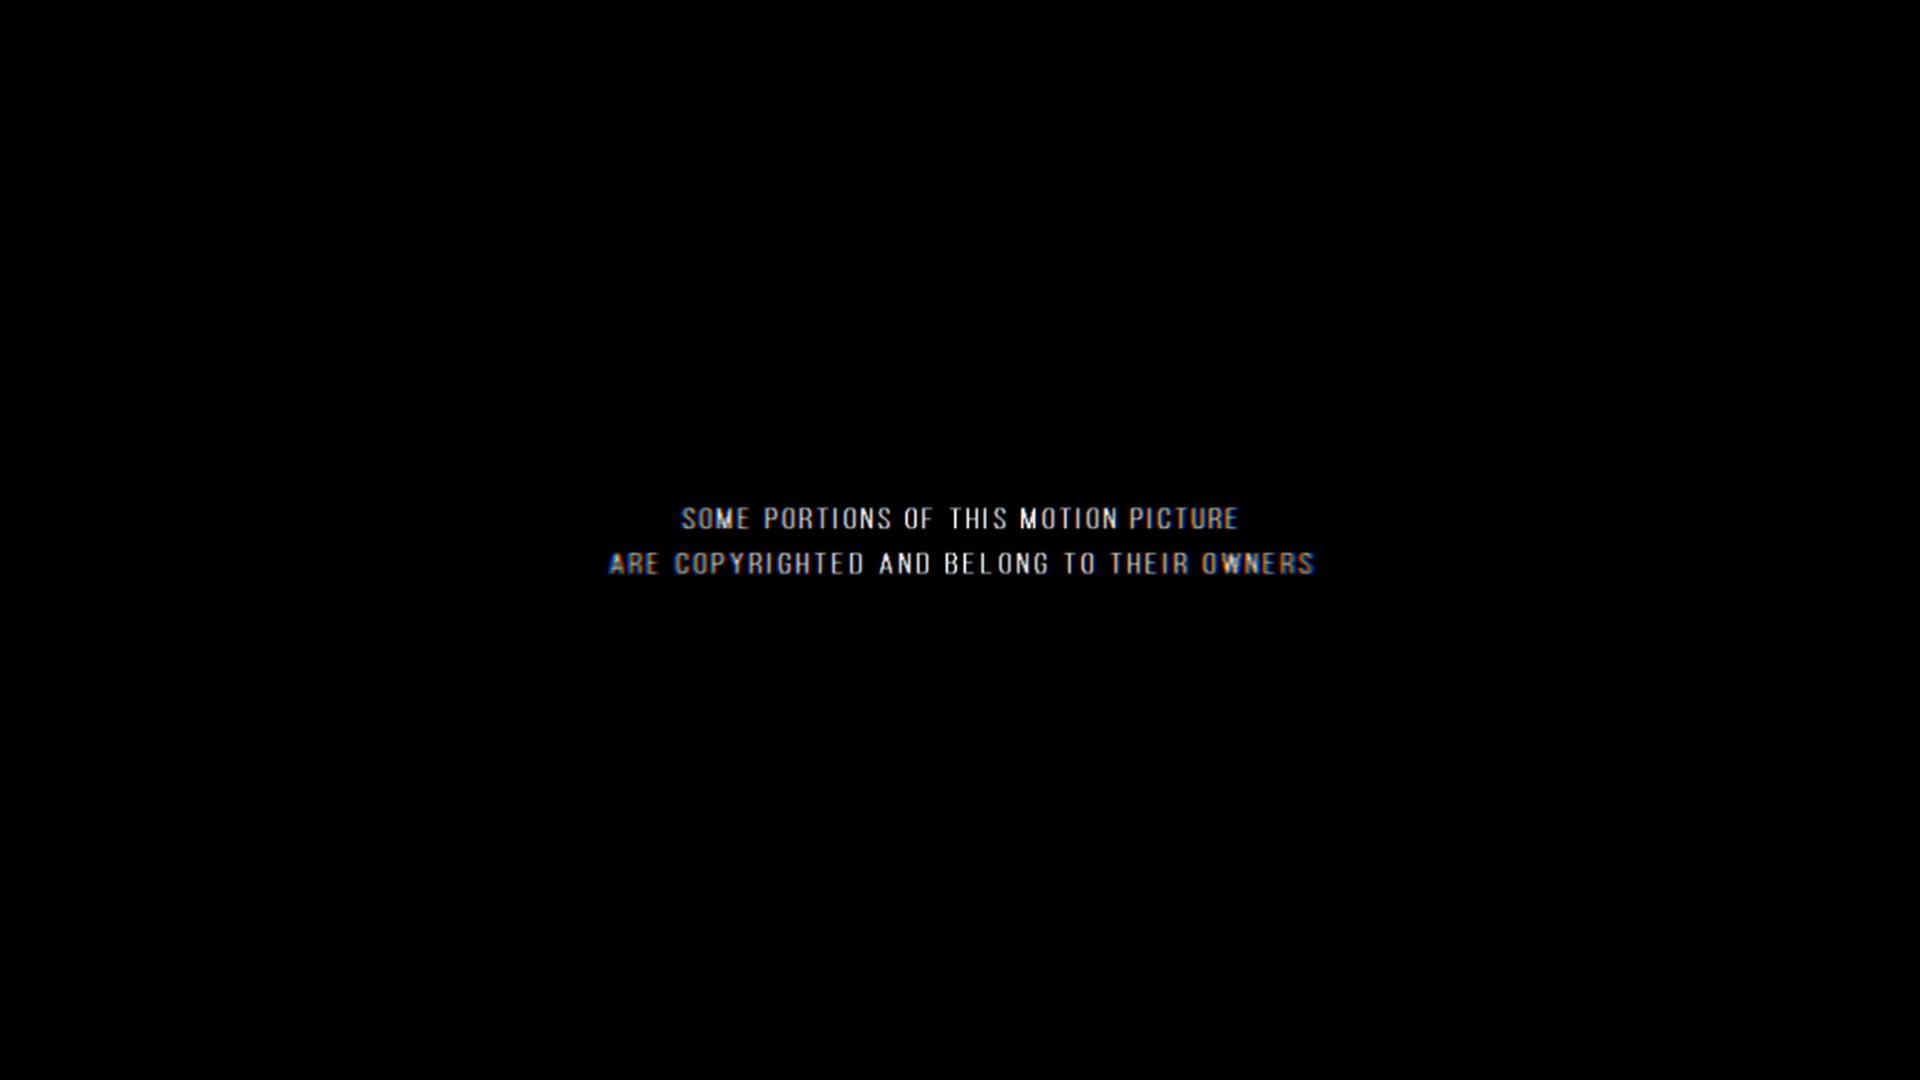 SOME PORTIONS OF THIS MOTION PICTURE
ARE COPYRIGHTED AND BELONG TO THEIR OWNERS